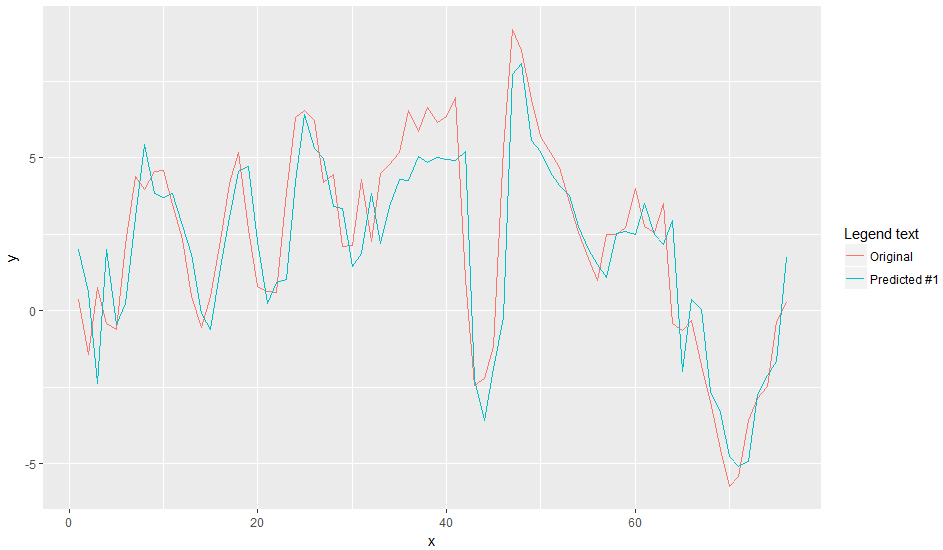 5
0
-5
y
0
20
40
60
x
Legend text
Original
Predicted #1